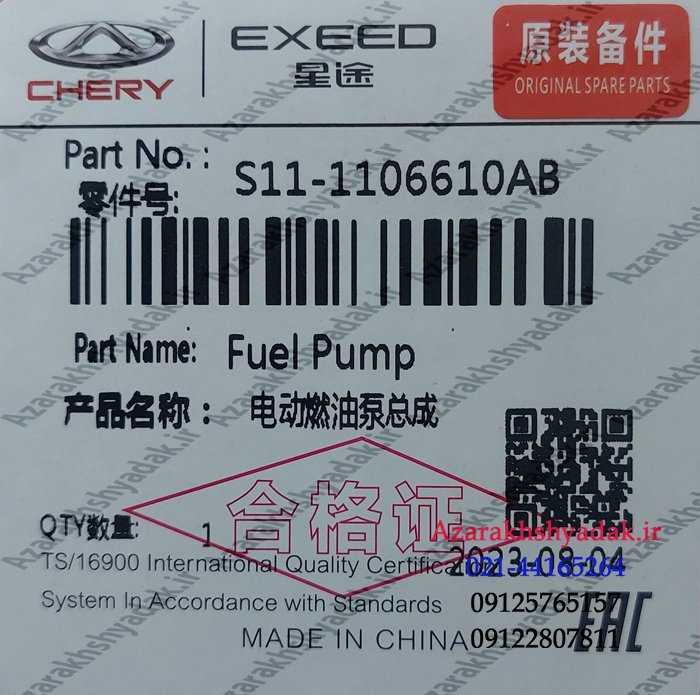 CHERY
EXEED
星途
原装备件
ORIGINAL SPARE PARTS
Part No. :
零件号:
S11-1106610AB
Part Name: Fuel Pump
产品名称 : 电动燃油泵总成
合格证
QTY数量: 1
Azarakhshyadak.ir
TS/16900 International Quality Certification
2023-08-04
021-44165264
System In Accordance with Standards
09125765157
MADE IN CHINA
09122807811
EAC
Azarakhshyadak.ir